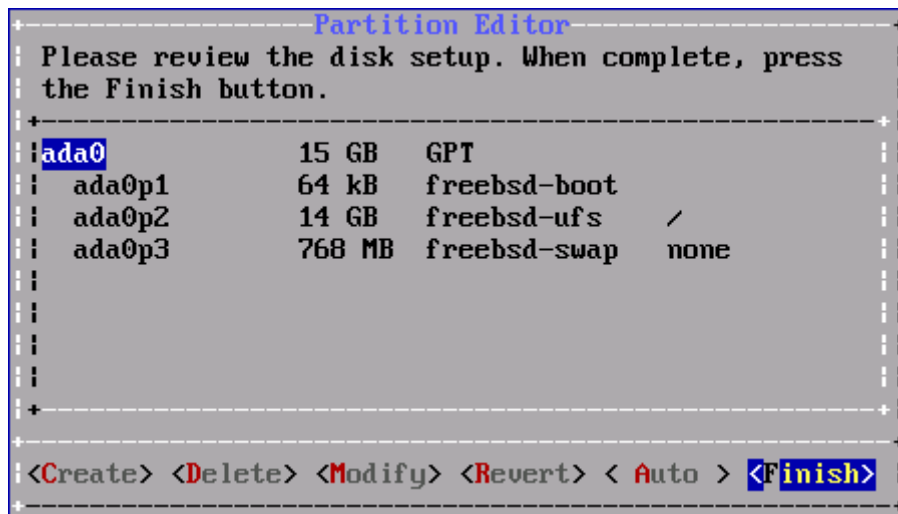 Partition Editor
Please review the disk setup. When complete, press
the Finish button.
ada0 15 GB GPT
ada0p1 64 kB freebsd-boot
ada0p2 14 GB freebsd-ufs /
ada0p3 768 MB freebsd-swap none
<Create> <Delete> <Modify> <Revert> < Auto > <Finish>